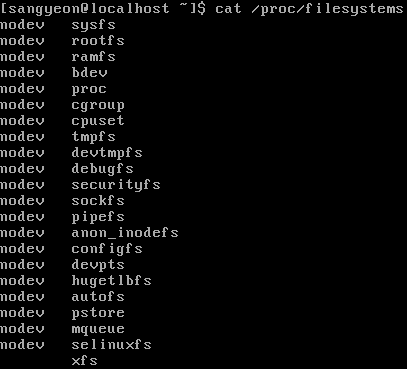 [sangyeon@localhost ~]$ cat /proc/filesystems
nodev   sysfs
nodev   rootfs
nodev   ramfs
nodev   bdev
nodev   proc
nodev   cgroup
nodev   cpuset
nodev   tmpfs
nodev   devtmpfs
nodev   debugfs
nodev   securityfs
nodev   sockfs
nodev   pipefs
nodev   anon_inodefs
nodev   configfs
nodev   devpts
nodev   hugetlbfs
nodev   autofs
nodev   pstore
nodev   mqueue
nodev   selinuxfs
        xfs